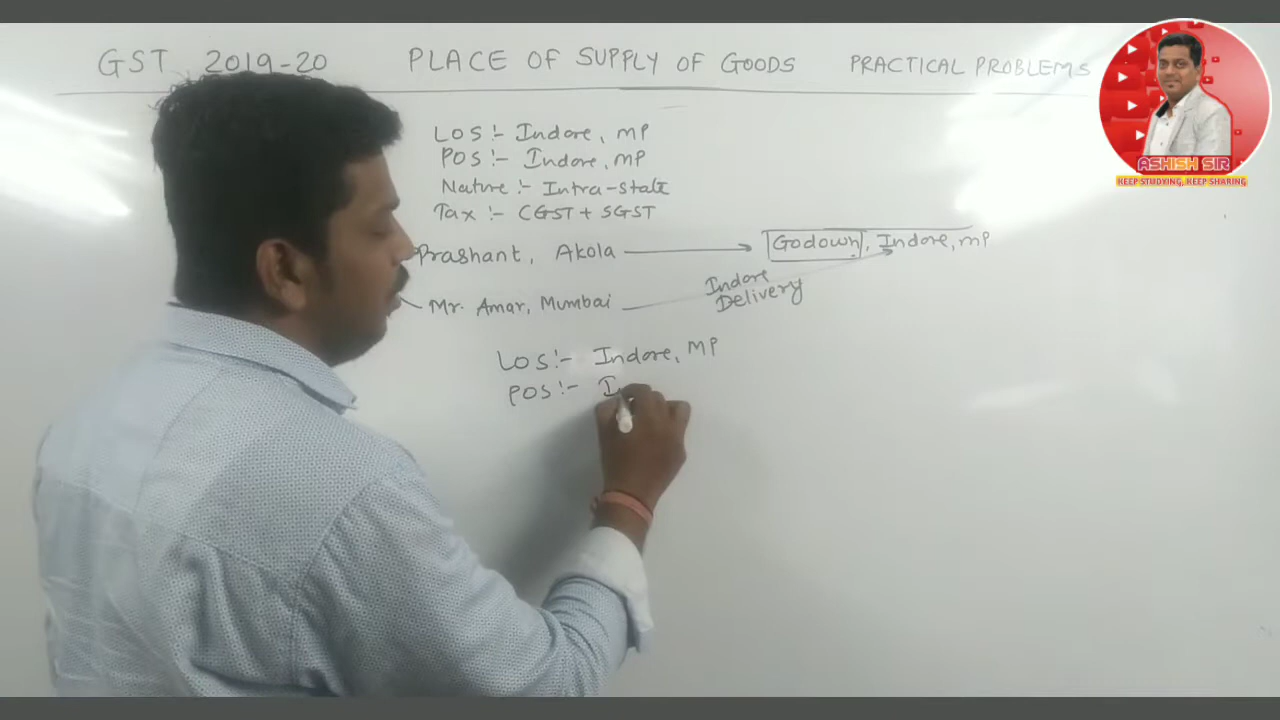 GST 2019-20 PLACE OF SUPPLY OF GOODS PRACTICAL PROBLEMS
ASHISH SIR
KEEP STUDYING, KEEP SHARING
LOS :- Indore, MP
POS :- Indore, MP
Nature :- Intra-state
Tax :- CGST + SGST
Prashant, Akola Godown, Indore, MP
Mr. Amar, Mumbai Indore Delivery
LOS :- Indore, MP
POS :- I